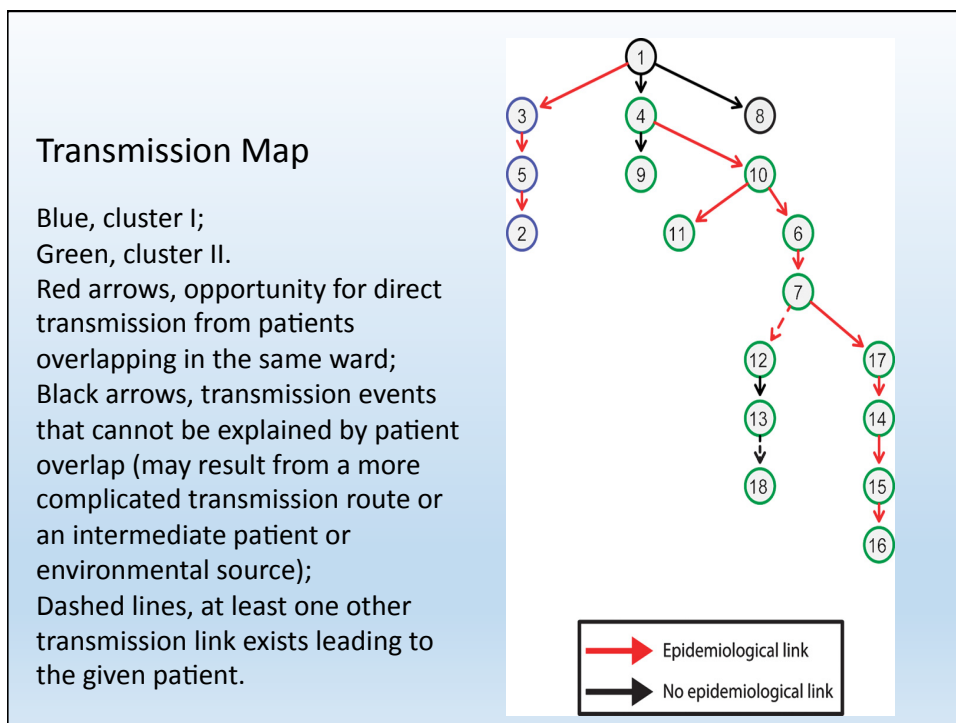 Transmission Map
Blue, cluster I;
Green, cluster II.
Red arrows, opportunity for direct
transmission from patients
overlapping in the same ward;
Black arrows, transmission events
that cannot be explained by patient
overlap (may result from a more
complicated transmission route or
an intermediate patient or
environmental source);
Dashed lines, at least one other
transmission link exists leading to
the given patient.
1
3 4 8
5 9 10
2 11 6
7
12 17
13 14
18 15
16
Epidemiological link
No epidemiological link